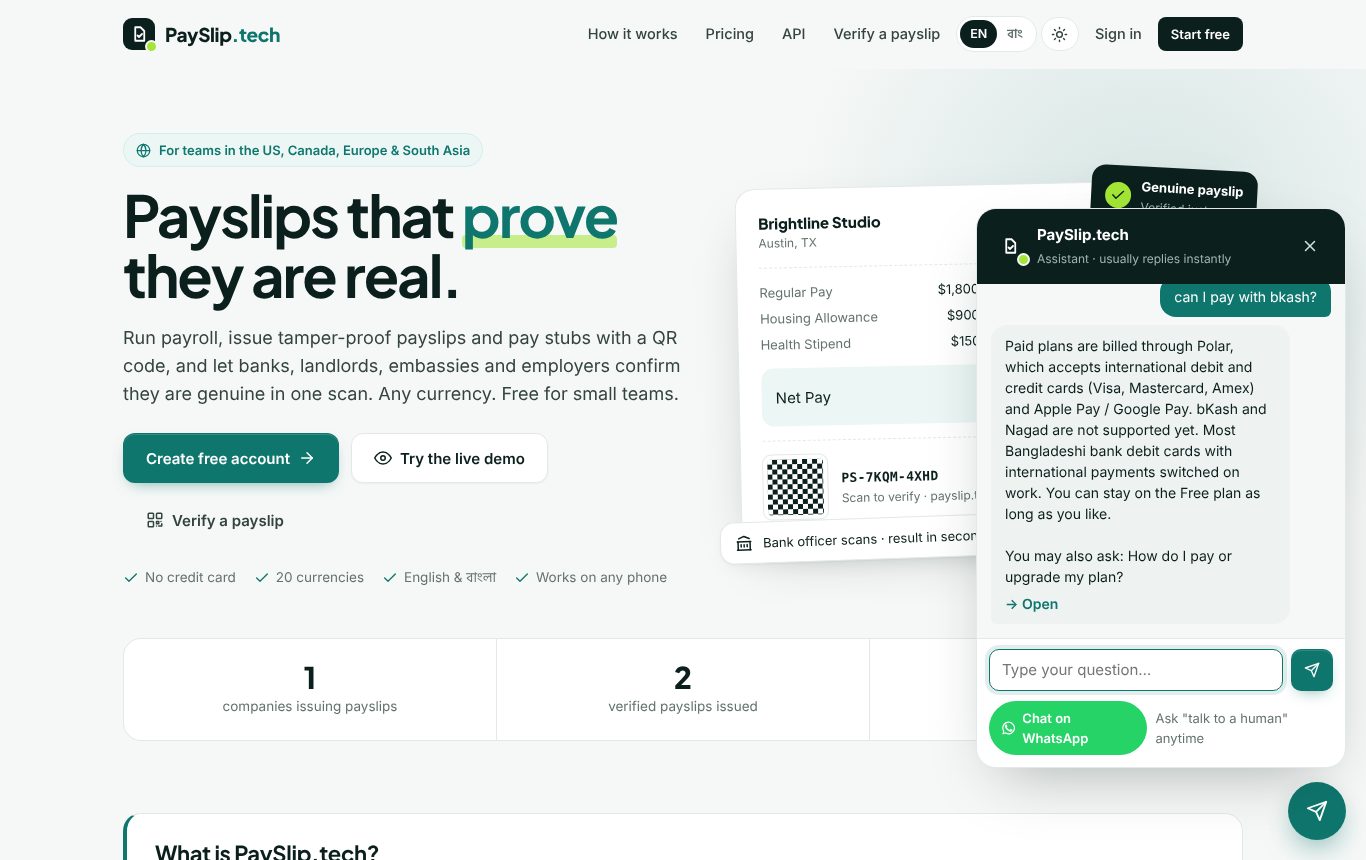 PaySlip.tech
How it works
Pricing
API
Verify a payslip
EN
বাং
Sign in
Start free
For teams in the US, Canada, Europe & South Asia
Payslips that prove
they are real.
Run payroll, issue tamper-proof payslips and pay stubs with a QR
code, and let banks, landlords, embassies and employers confirm
they are genuine in one scan. Any currency. Free for small teams.
Create free account
Try the live demo
Verify a payslip
No credit card
20 currencies
English & বাংলা
Works on any phone
Genuine payslip
Brightline Studio
Austin, TX
Regular Pay $1,800
Housing Allowance $900
Health Stipend $150
Net Pay
PS-7KQM-4XHD
Scan to verify · payslip.t
Bank officer scans · result in secon
1
companies issuing payslips
2
verified payslips issued
What is PaySlip.tech?
PaySlip.tech
Assistant · usually replies instantly
can I pay with bkash?
Paid plans are billed through Polar,
which accepts international debit and
credit cards (Visa, Mastercard, Amex)
and Apple Pay / Google Pay. bKash and
Nagad are not supported yet. Most
Bangladeshi bank debit cards with
international payments switched on
work. You can stay on the Free plan as
long as you like.
You may also ask: How do I pay or
upgrade my plan?
→ Open
Type your question...
Chat on
WhatsApp
Ask "talk to a human"
anytime